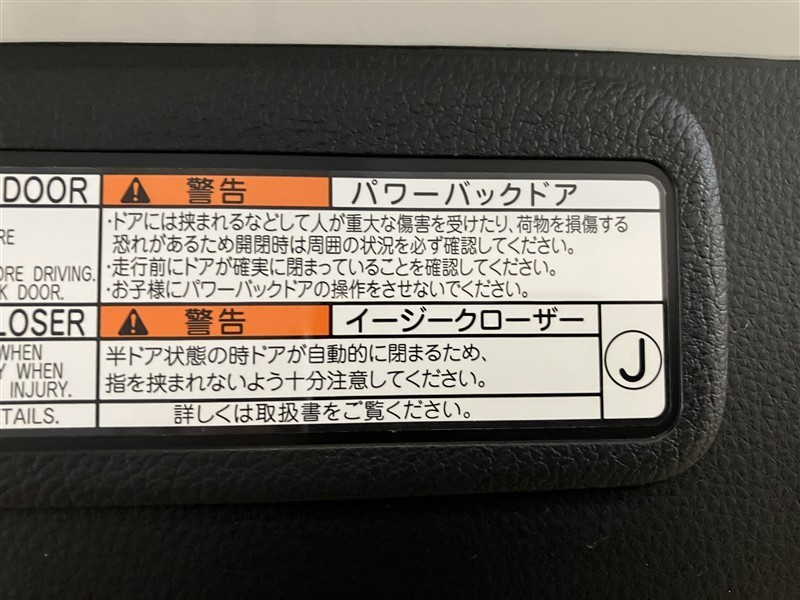 DOOR
⚠ 警告 パワーバックドア
RE
ORE DRIVING.
K DOOR.
・ドアには挟まれるなどして人が重大な傷害を受けたり、荷物を損傷する
恐れがあるため開閉時は周囲の状況を必ず確認してください。
・走行前にドアが確実に閉まっていることを確認してください。
・お子様にパワーバックドアの操作をさせないでください。
LOSER
⚠ 警告 イージークローザー
WHEN
Y WHEN
INJURY.
半ドア状態の時ドアが自動的に閉まるため、
指を挟まれないよう十分注意してください。
J
ETAILS.
詳しくは取扱書をご覧ください。